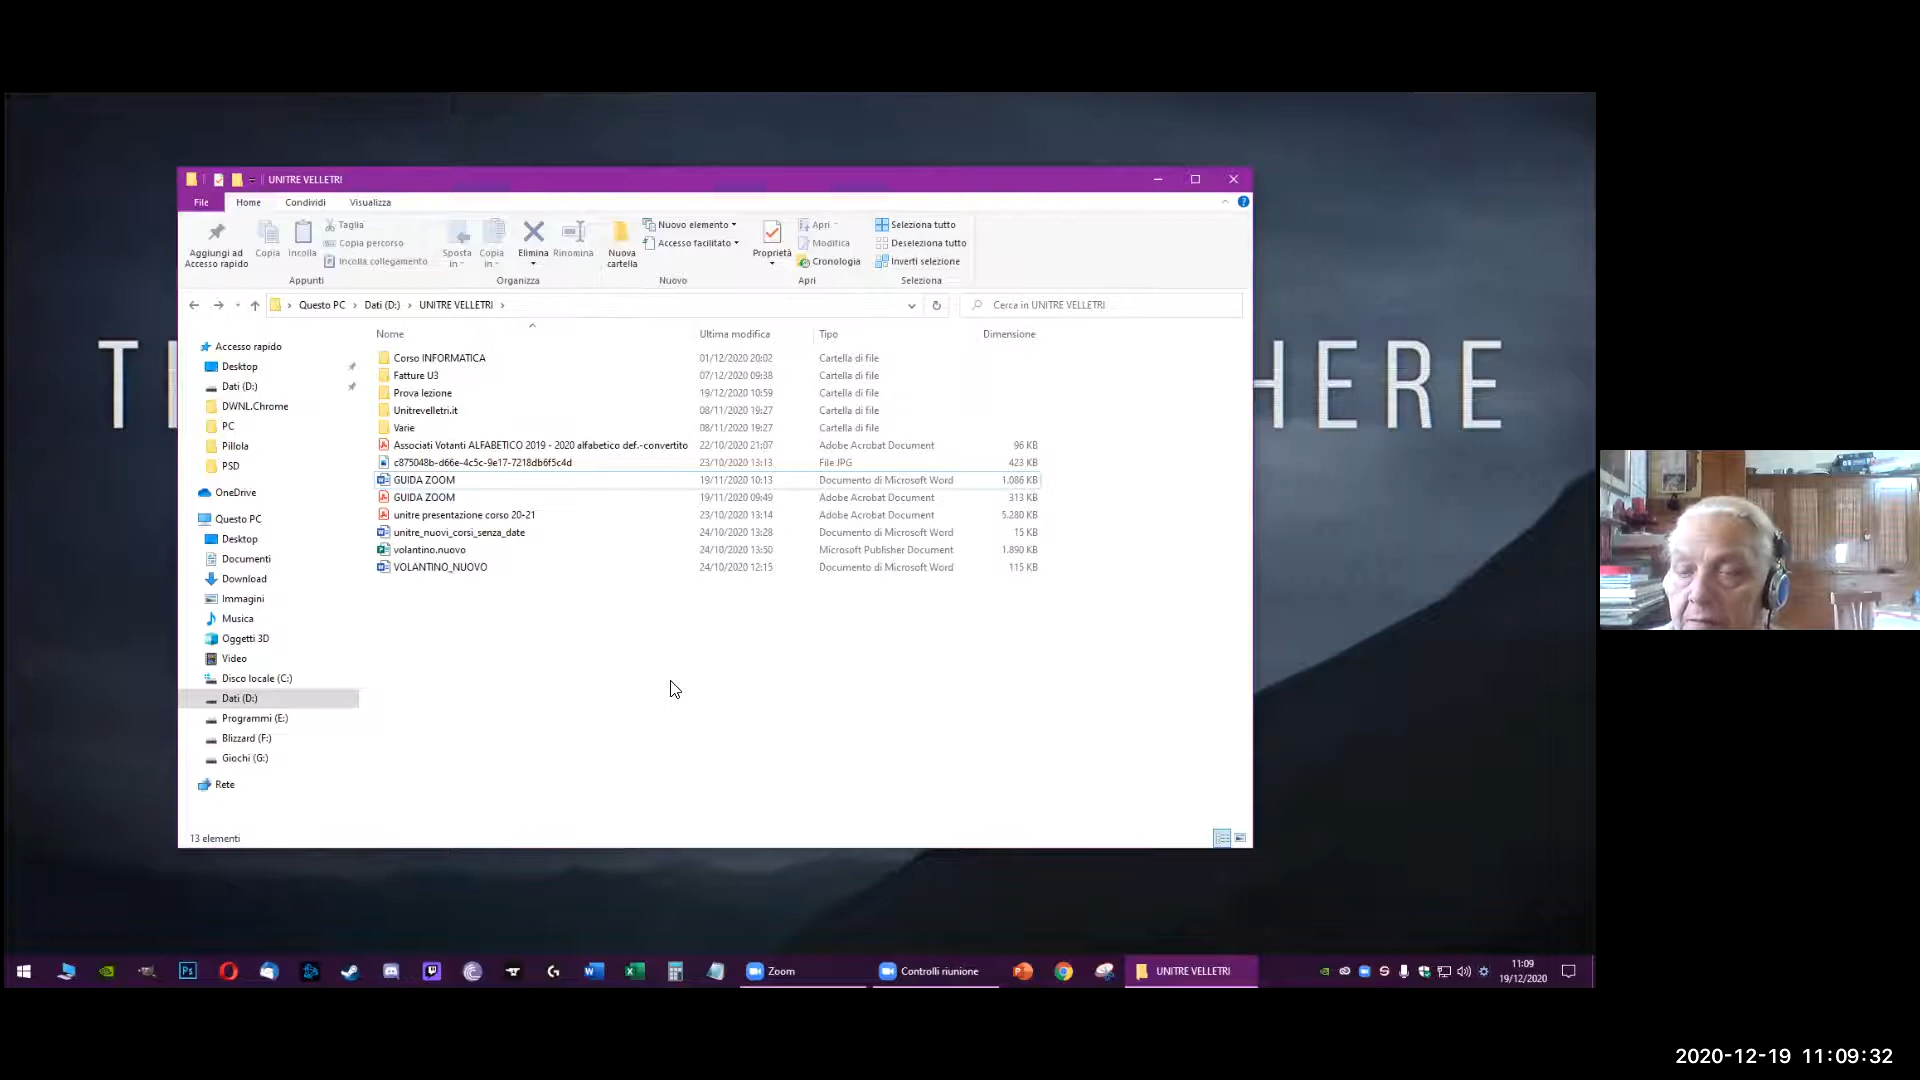 UNITRE VELLETRI
File Home Condividi Visualizza
Aggiungi ad Accesso rapido
Copia
Incolla
Taglia
Copia percorso
Incolla collegamento
Appunti
Sposta in
Copia in
Elimina
Rinomina
Organizza
Nuova cartella
Nuovo elemento
Accesso facilitato
Nuovo
Proprietà
Apri
Modifica
Cronologia
Apri
Seleziona tutto
Deseleziona tutto
Inverti selezione
Seleziona
Questo PC > Dati (D:) > UNITRE VELLETRI >
Cerca in UNITRE VELLETRI
Accesso rapido
Desktop
Dati (D:)
DWNL.Chrome
PC
Pillola
PSD
OneDrive
Questo PC
Desktop
Documenti
Download
Immagini
Musica
Oggetti 3D
Video
Disco locale (C:)
Dati (D:)
Programmi (E:)
Blizzard (F:)
Giochi (G:)
Rete
Nome Ultima modifica Tipo Dimensione
Corso INFORMATICA 01/12/2020 20:02 Cartella di file
Fatture U3 07/12/2020 09:38 Cartella di file
Prova lezione 19/12/2020 10:59 Cartella di file
Unitrevelletri.it 08/11/2020 19:27 Cartella di file
Varie 08/11/2020 19:27 Cartella di file
Associati Votanti ALFABETICO 2019 - 2020 alfabetico def.-convertito 22/10/2020 21:07 Adobe Acrobat Document 96 KB
c875048b-d66e-4c5c-9e17-7218db6f5c4d 23/10/2020 13:13 File JPG 423 KB
GUIDA ZOOM 19/11/2020 10:13 Documento di Microsoft Word 1.086 KB
GUIDA ZOOM 19/11/2020 09:49 Adobe Acrobat Document 313 KB
unitre presentazione corso 20-21 23/10/2020 13:14 Adobe Acrobat Document 5.280 KB
unitre_nuovi_corsi_senza_date 24/10/2020 13:28 Documento di Microsoft Word 15 KB
volantino.nuovo 24/10/2020 13:50 Microsoft Publisher Document 1.890 KB
VOLANTINO_NUOVO 24/10/2020 12:15 Documento di Microsoft Word 115 KB
13 elementi
T HERE
Zoom
Controlli riunione
UNITRE VELLETRI
11:09
19/12/2020
2020-12-19 11:09:32